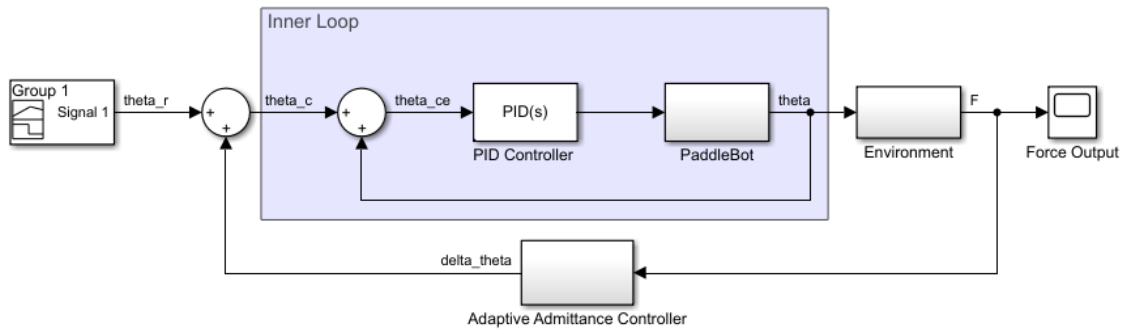 Inner Loop
Group 1
Signal 1
theta_r
+
+
theta_c
+
+
theta_ce
PID(s)
PID Controller
PaddleBot
theta
Environment
F
Force Output
delta_theta
Adaptive Admittance Controller